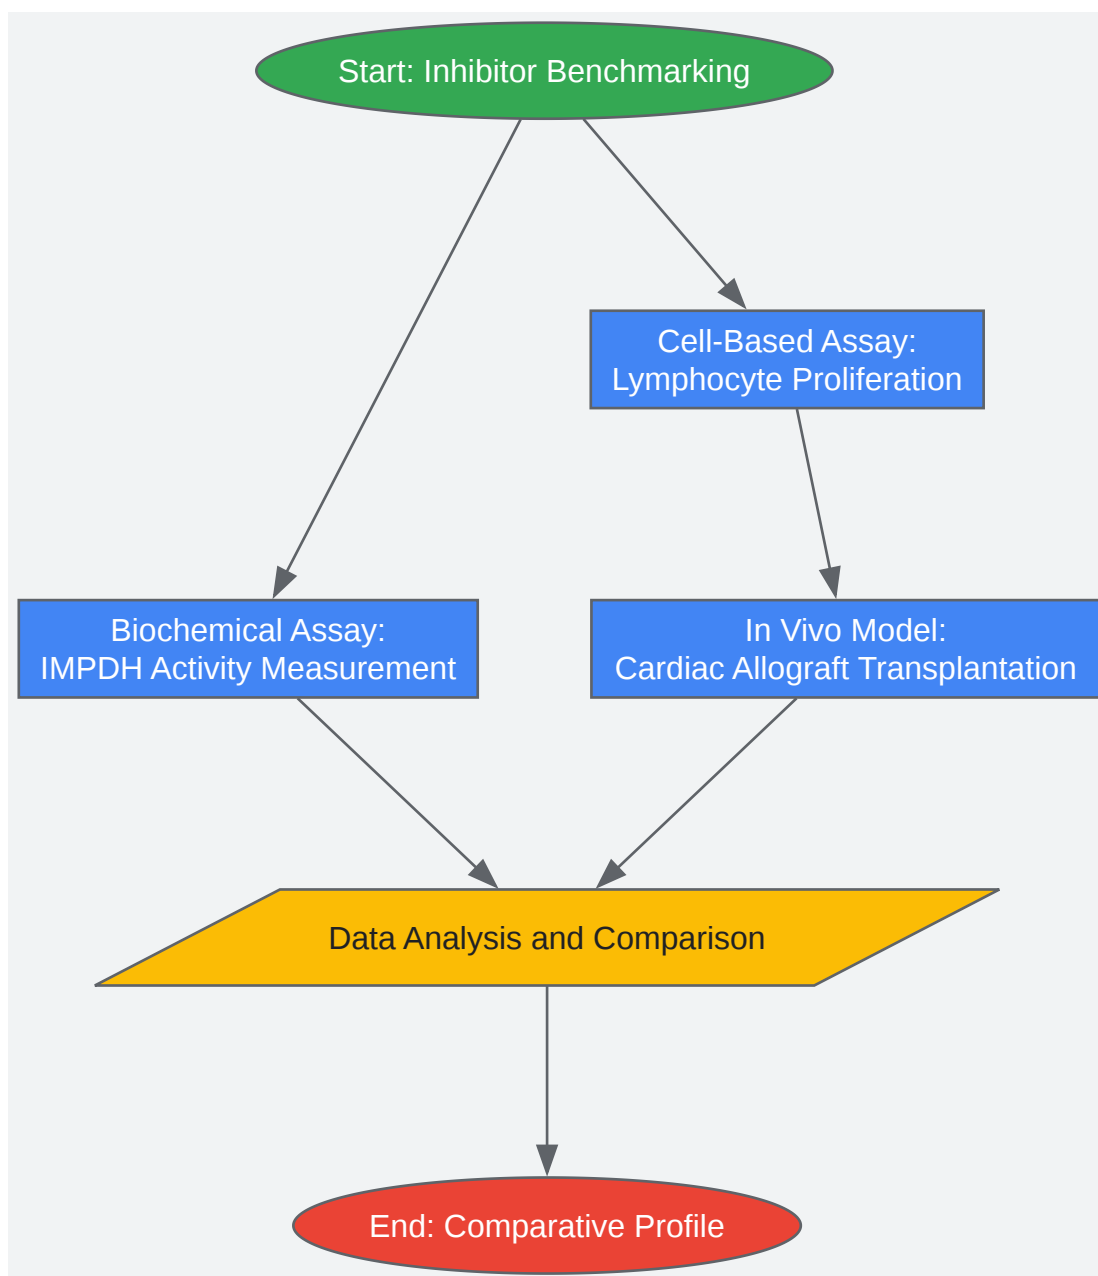 Start: Inhibitor Benchmarking
Cell-Based Assay:
Lymphocyte Proliferation
Biochemical Assay:
IMPDH Activity Measurement
In Vivo Model:
Cardiac Allograft Transplantation
Data Analysis and Comparison
End: Comparative Profile